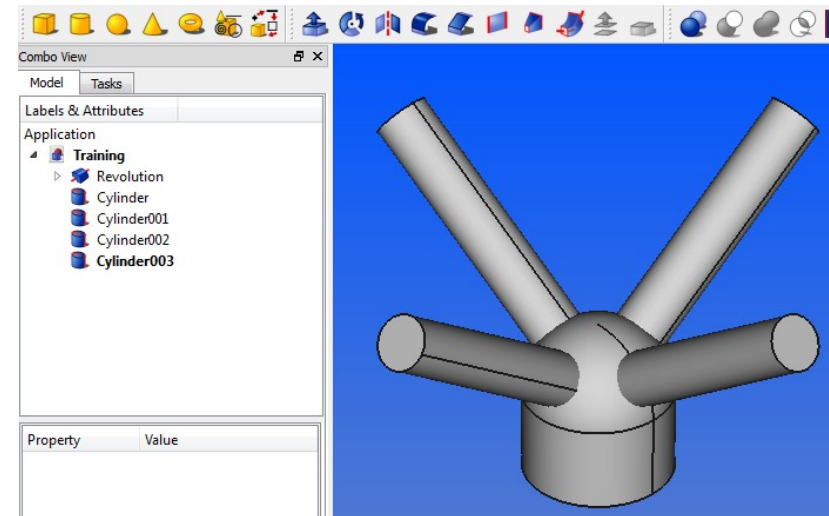 Combo View
Model Tasks
Labels & Attributes
Application
Training
Revolution
Cylinder
Cylinder001
Cylinder002
Cylinder003
Property Value